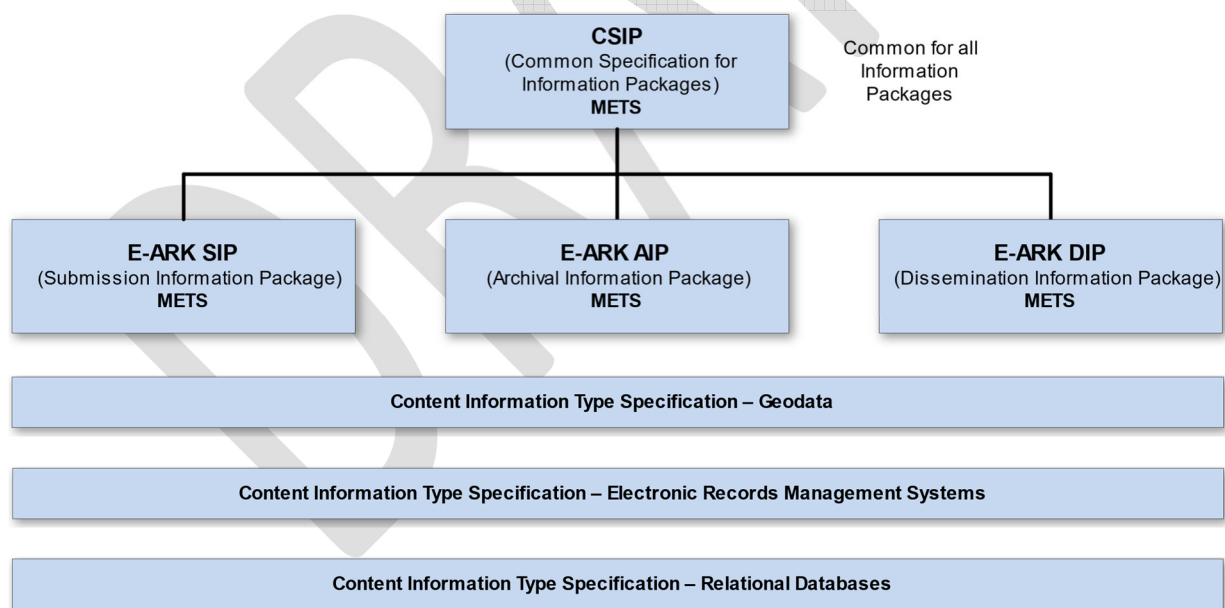 CSIP
(Common Specification for
Information Packages)
METS
Common for all
Information
Packages
E-ARK SIP
(Submission Information Package)
METS
E-ARK AIP
(Archival Information Package)
METS
E-ARK DIP
(Dissemination Information Package)
METS
Content Information Type Specification – Geodata
Content Information Type Specification – Electronic Records Management Systems
Content Information Type Specification – Relational Databases